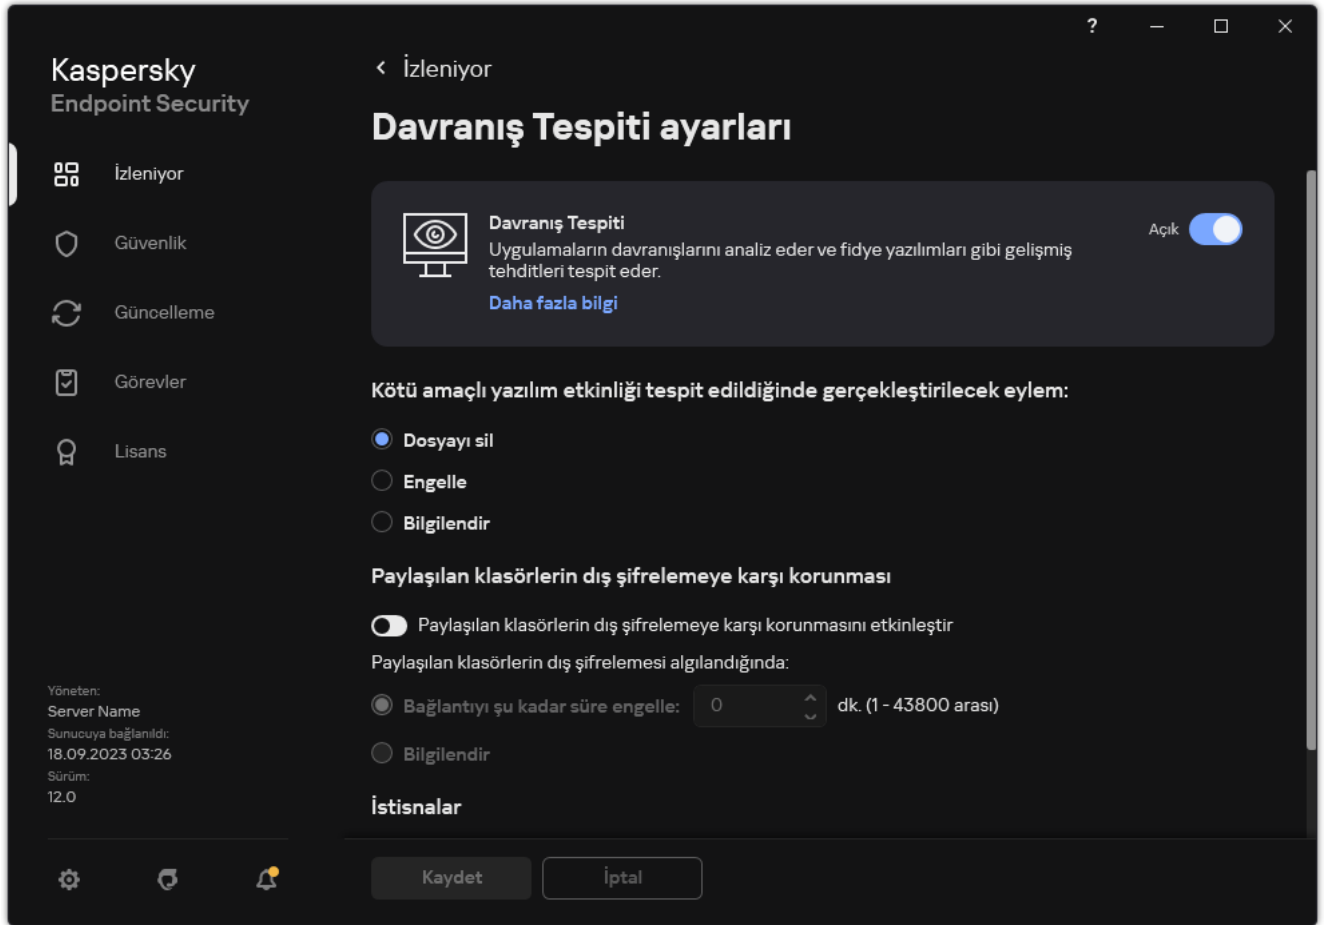 ?
Kaspersky
Endpoint Security
İzleniyor
Güvenlik
Güncelleme
Görevler
Lisans
Yöneten:
Server Name
Sunucuya bağlanıldı:
18.09.2023 03:26
Sürüm:
12.0
İzleniyor
Davranış Tespiti ayarları
Davranış Tespiti
Uygulamaların davranışlarını analiz eder ve fidye yazılımları gibi gelişmiş
tehditleri tespit eder.
Daha fazla bilgi
Açık
Kötü amaçlı yazılım etkinliği tespit edildiğinde gerçekleştirilecek eylem:
Dosyayı sil
Engelle
Bilgilendir
Paylaşılan klasörlerin dış şifrelemeye karşı korunması
Paylaşılan klasörlerin dış şifrelemeye karşı korunmasını etkinleştir
Paylaşılan klasörlerin dış şifrelemesi algılandığında:
Bağlantıyı şu kadar süre engelle: 0 dk. (1 - 43800 arası)
Bilgilendir
İstisnalar
Kaydet İptal